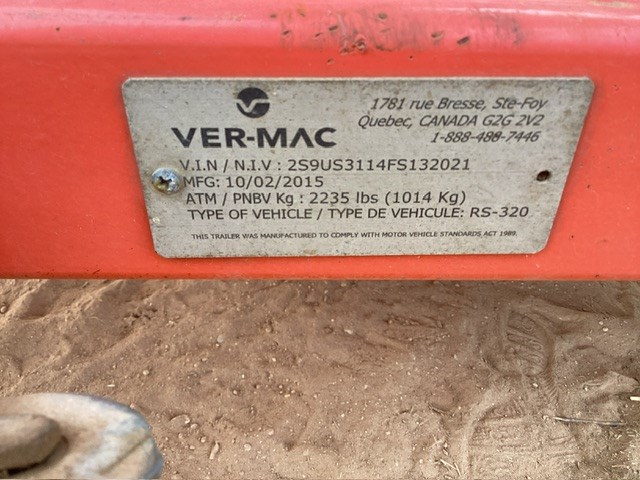 VER-MAC
1781 rue Bresse, Ste-Foy
Quebec, CANADA G2G 2V2
1-888-488-7446
V.I.N / N.I.V : 2S9US3114FS132021
MFG: 10/02/2015
ATM / PNBV Kg : 2235 lbs (1014 Kg)
TYPE OF VEHICLE / TYPE DE VEHICULE: RS-320
THIS TRAILER WAS MANUFACTURED TO COMPLY WITH MOTOR VEHICLE STANDARDS ACT 1989.